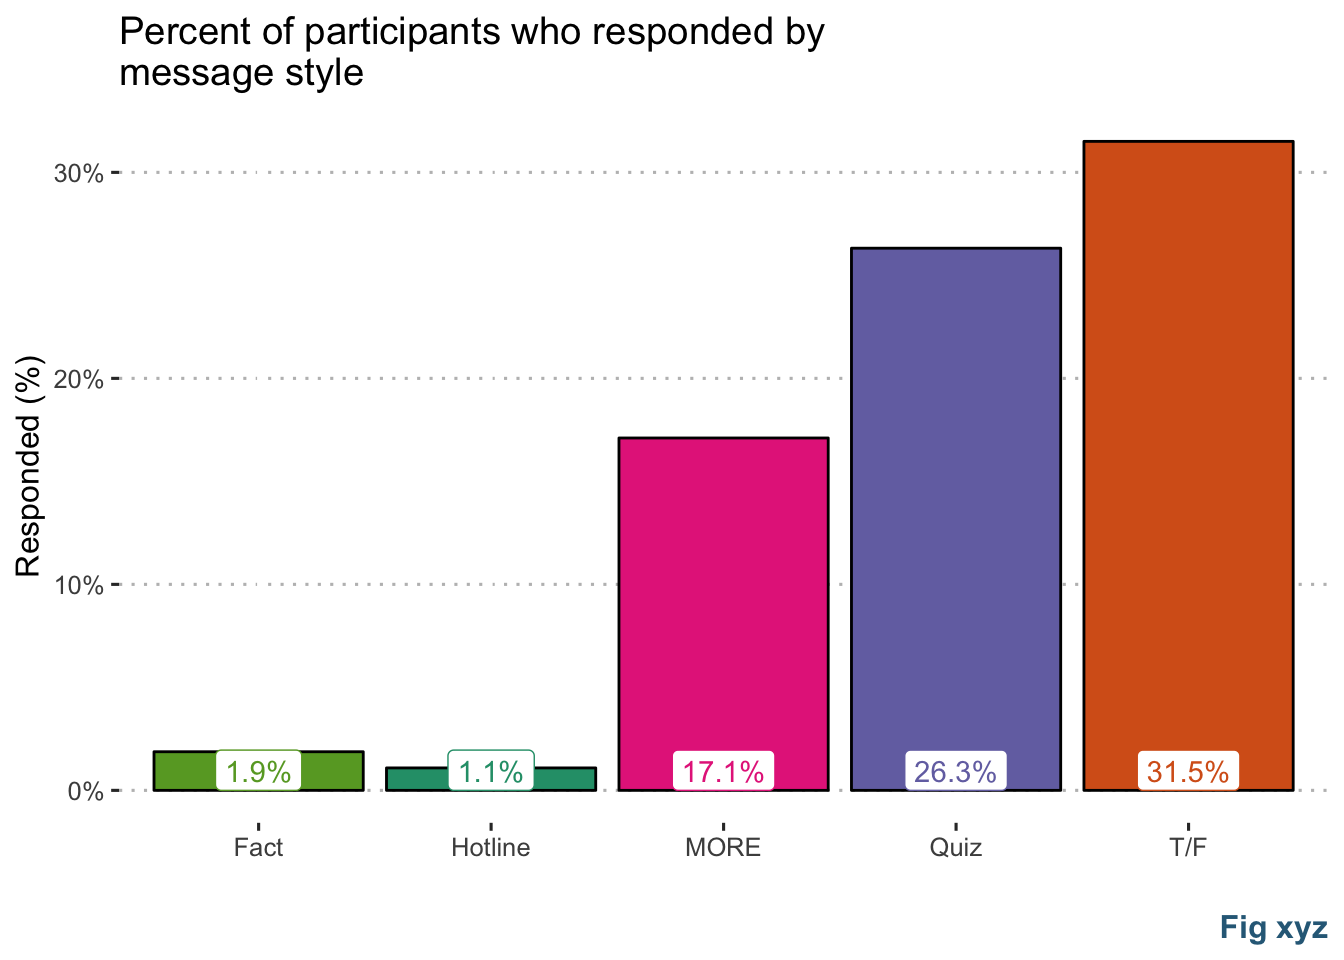 Percent of participants who responded by
message style
Responded (%)
30%
20%
10%
0%
1.9%
1.1%
17.1%
26.3%
31.5%
Fact
Hotline
MORE
Quiz
T/F
Fig xyz